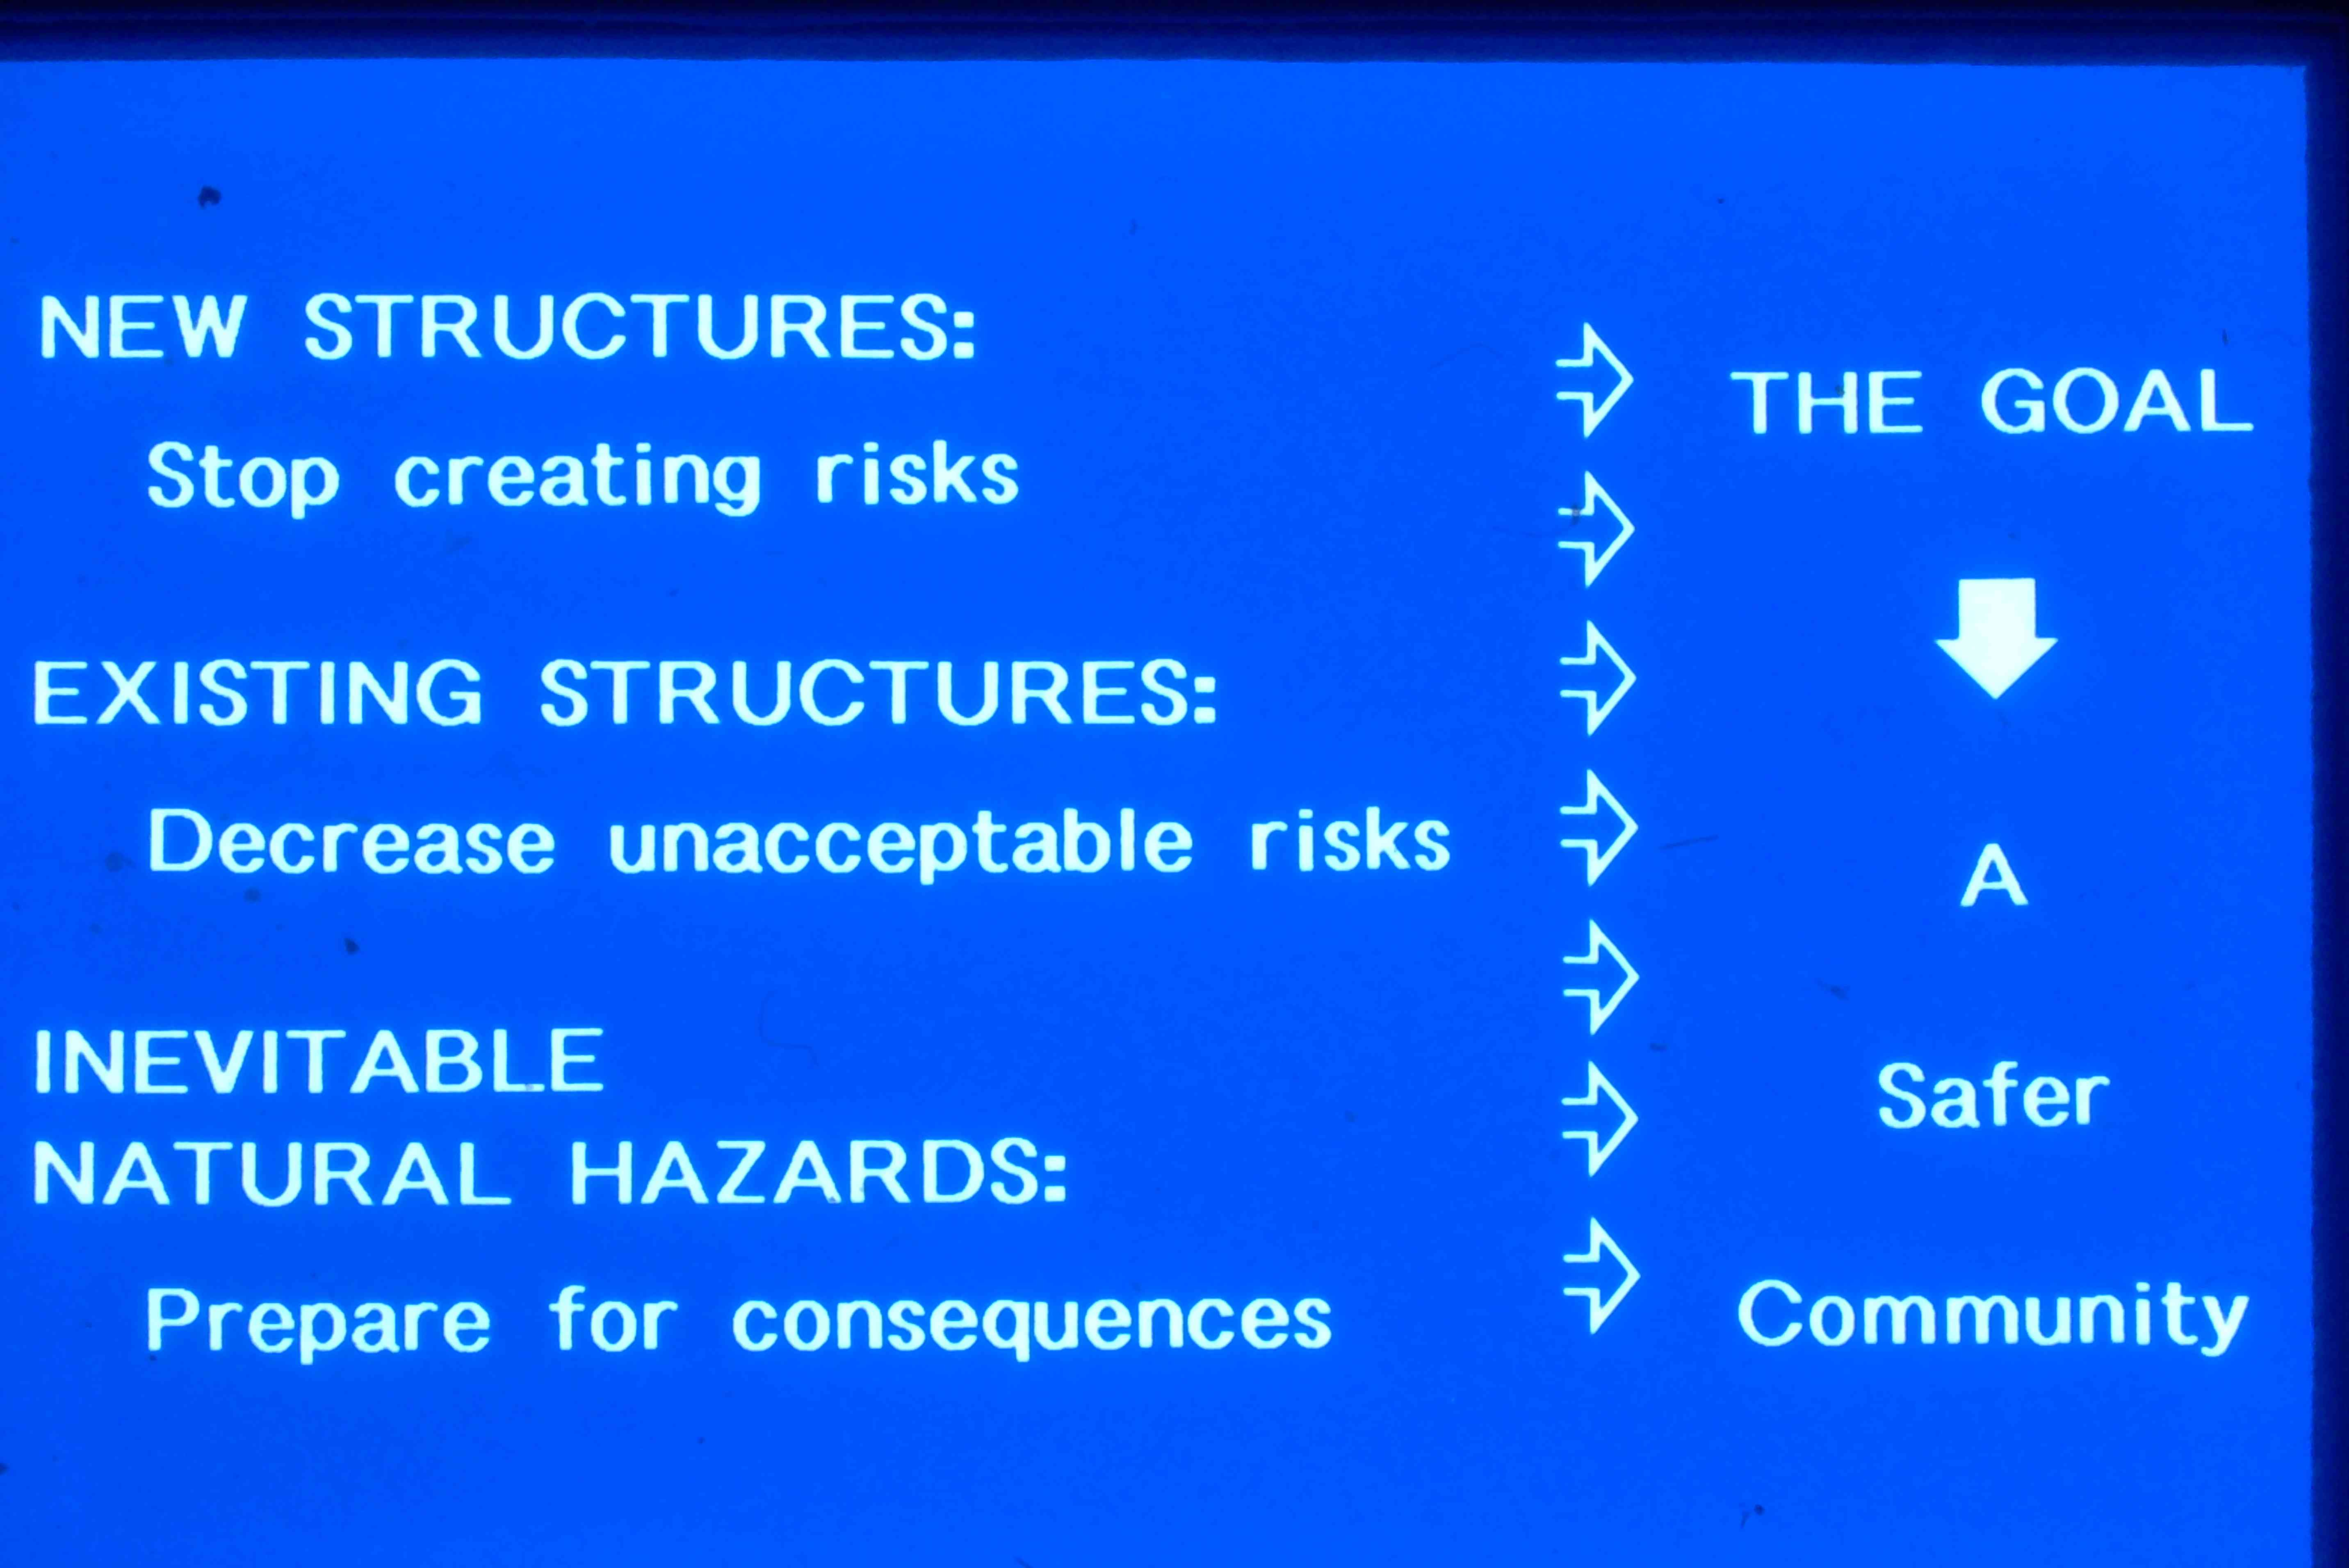 NEW STRUCTURES:
Stop creating risks
EXISTING STRUCTURES:
Decrease unacceptable risks
INEVITABLE
NATURAL HAZARDS:
Prepare for consequences
THE GOAL
A
Safer
Community